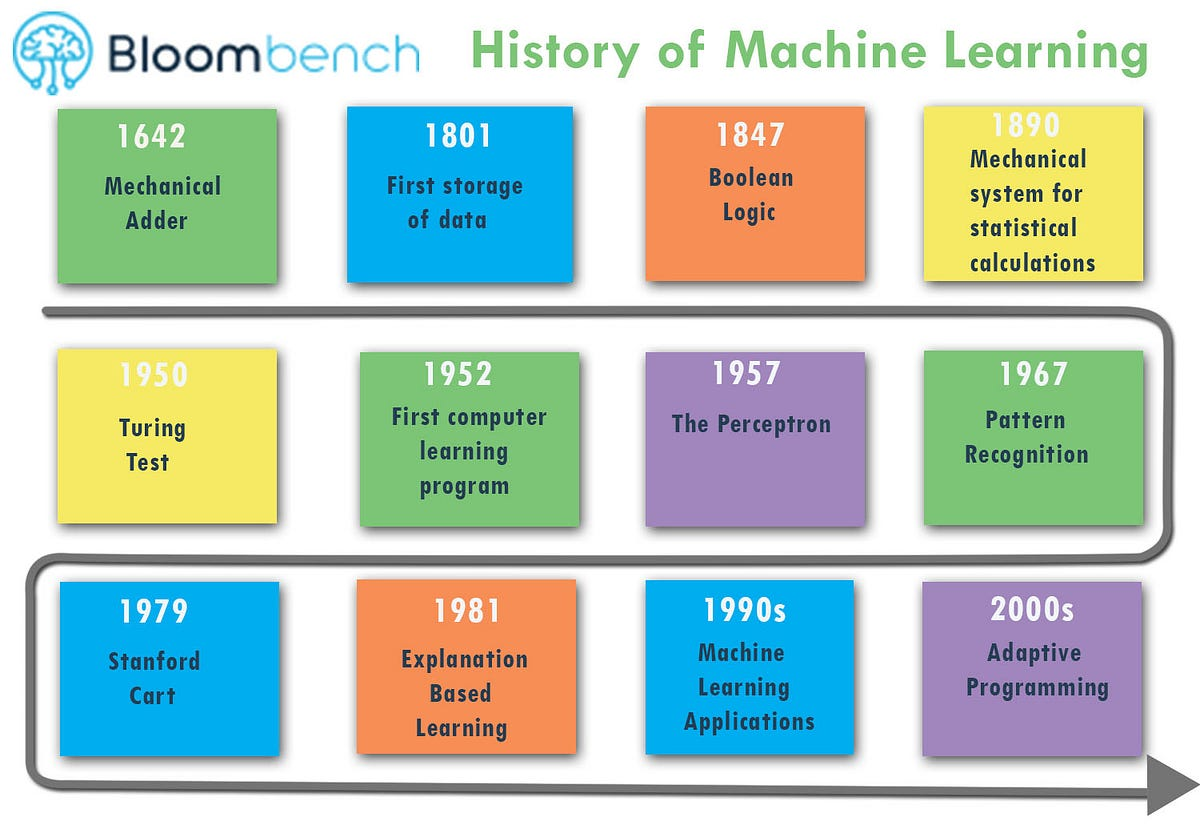 Bloombench
History of Machine Learning
1642
Mechanical
Adder
1801
First storage
of data
1847
Boolean
Logic
1890
Mechanical
system for
statistical
calculations
1950
Turing
Test
1952
First computer
learning
program
1957
The Perceptron
1967
Pattern
Recognition
1979
Stanford
Cart
1981
Explanation
Based
Learning
1990s
Machine
Learning
Applications
2000s
Adaptive
Programming